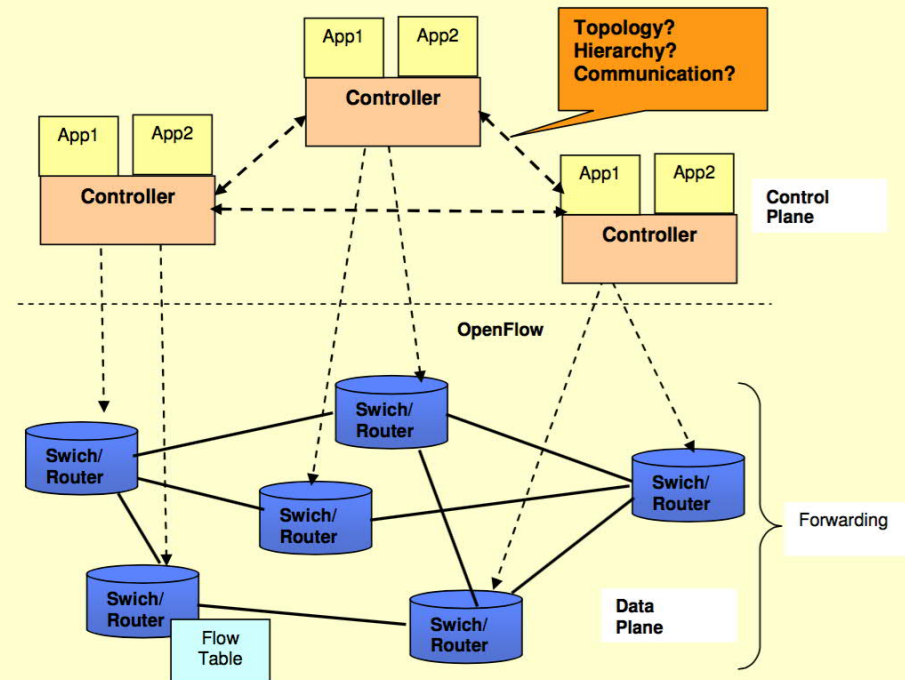 App1
App2
Controller
Topology?
Hierarchy?
Communication?
App1
App2
Controller
App1
App2
Controller
Control
Plane
OpenFlow
Swich/
Router
Swich/
Router
Swich/
Router
Swich/
Router
Forwarding
Swich/
Router
Flow
Table
Swich/
Router
Data
Plane